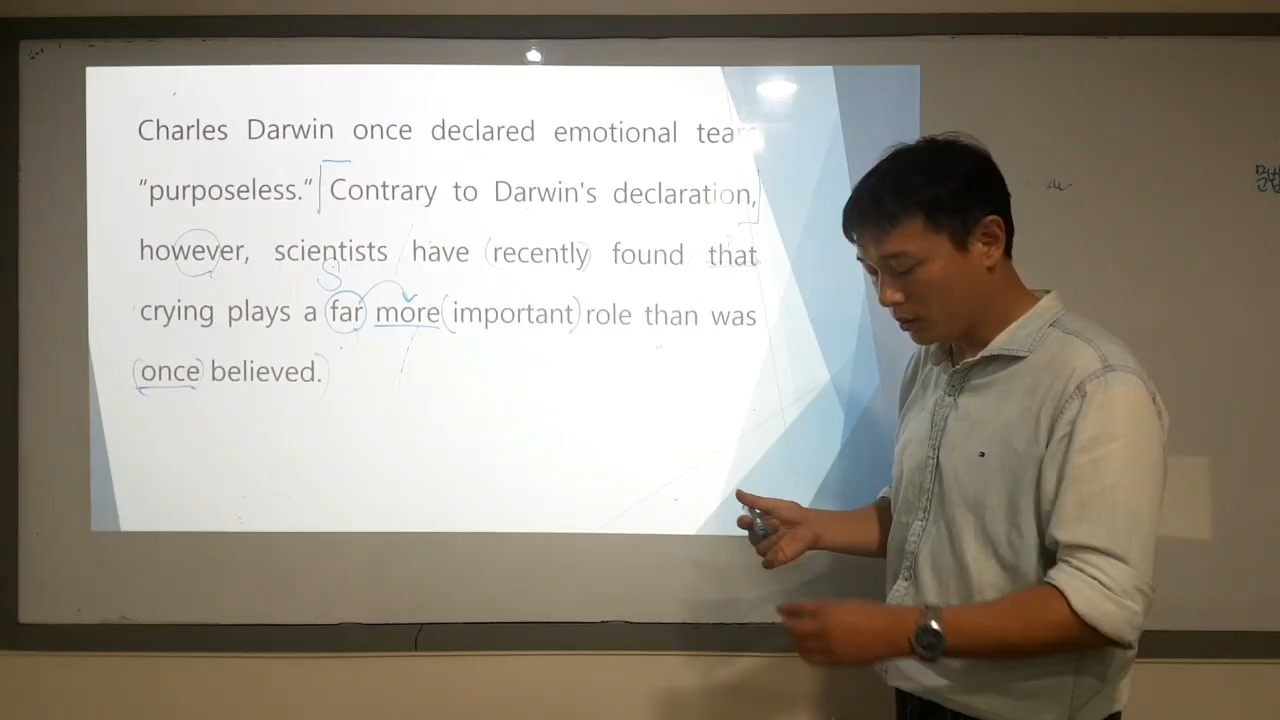 Charles Darwin once declared emotional tears
"purposeless." Contrary to Darwin's declaration,
however, scientists have recently found that
S
crying plays a far more (important) role than was
(once) believed.)